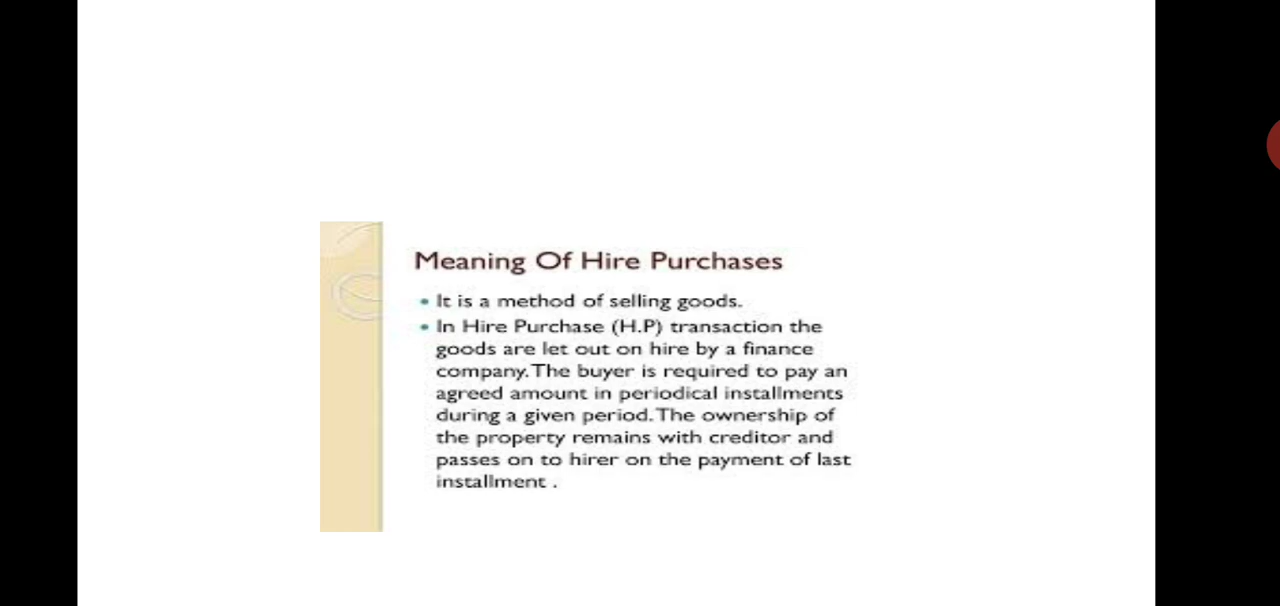 Meaning Of Hire Purchases
• It is a method of selling goods.
• In Hire Purchase (H.P) transaction the
goods are let out on hire by a finance
company. The buyer is required to pay an
agreed amount in periodical installments
during a given period. The ownership of
the property remains with creditor and
passes on to hirer on the payment of last
installment .